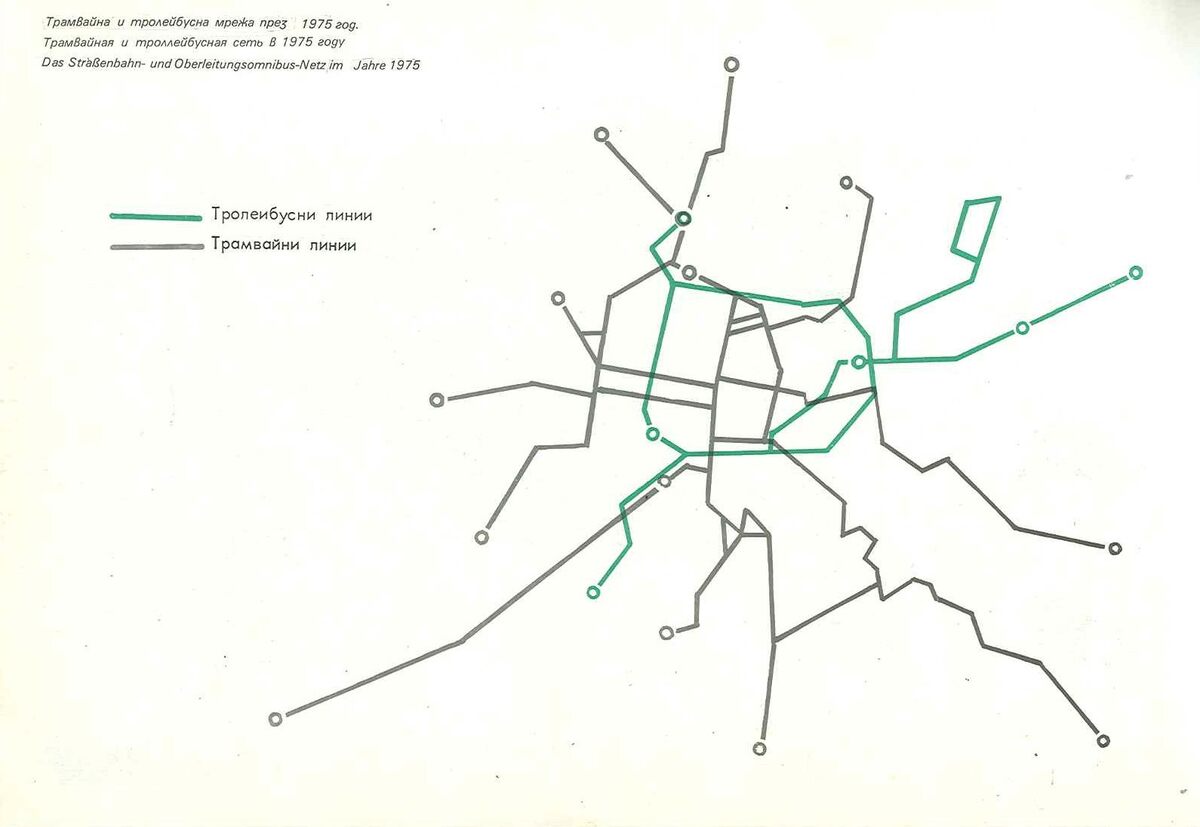 Трамвайна и тролейбусна мрежа през 1975 год.
Трамвайная и троллейбусная сеть в 1975 году
Das Straßenbahn- und Oberleitungsomnibus-Netz im Jahre 1975
Тролеибусни линии
Трамвайни линии